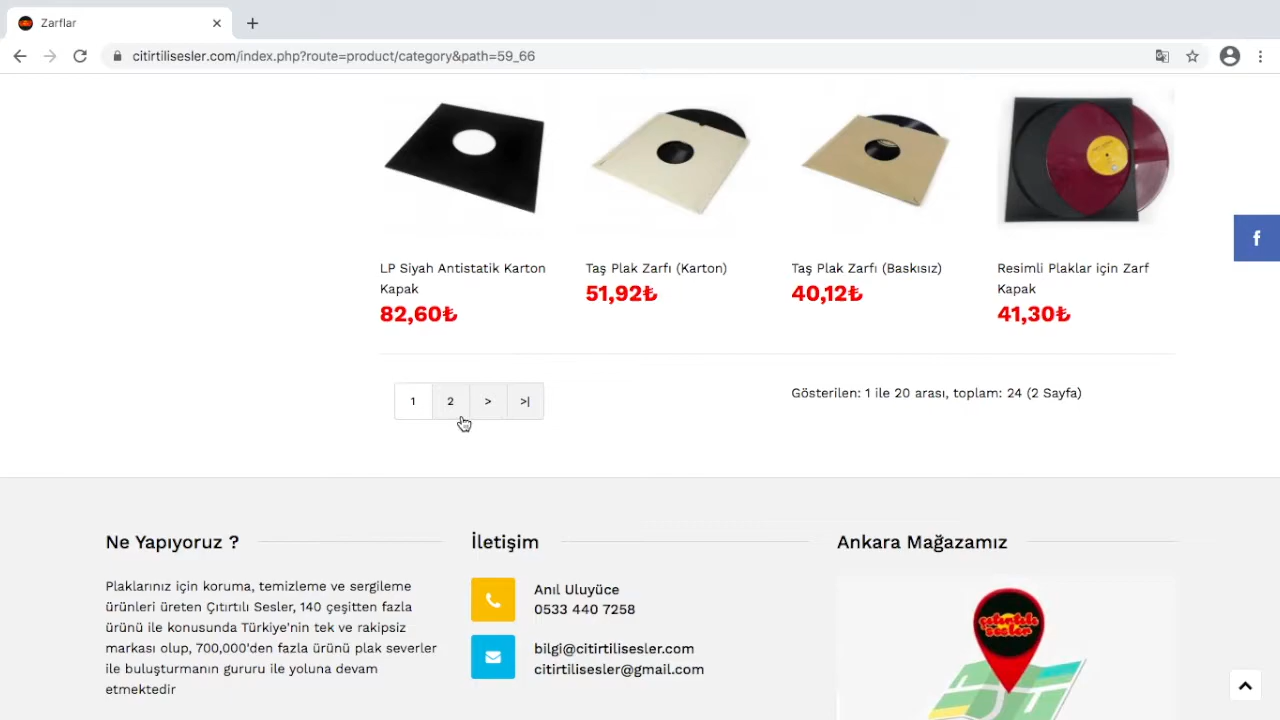 Zarflar
citirtilisesler.com/index.php?route=product/category&path=59_66
LP Siyah Antistatik Karton
Kapak
82,60₺
Taş Plak Zarfı (Karton)
51,92₺
Taş Plak Zarfı (Baskısız)
40,12₺
Resimli Plaklar için Zarf
Kapak
41,30₺
1 2 > >|
Gösterilen: 1 ile 20 arası, toplam: 24 (2 Sayfa)
f
Ne Yapıyoruz ?
Plaklarınız için koruma, temizleme ve sergileme
ürünleri üreten Çıtırtılı Sesler, 140 çeşitten fazla
ürünü ile konusunda
markası olup, 700,000'den fazla ürünü plak severler
ile buluşturmanın gururu ile yoluna devam
etmektedir
İletişim
Anıl Uluyüce
0533 440 7258
bilgi@citirtilisesler.com
citirtilisesler@gmail.com
Ankara Mağazamız
çıtırtılı
sesler